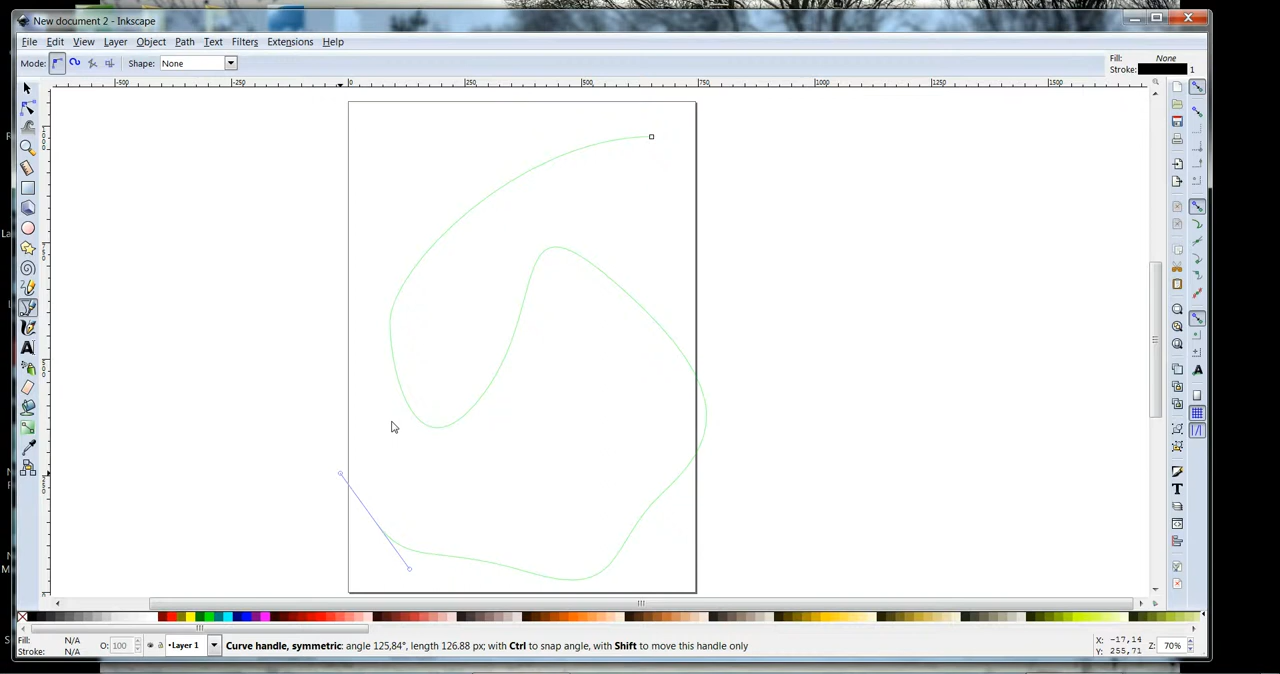 New document 2 - Inkscape
File Edit View Layer Object Path Text Filters Extensions Help
Mode: Shape: None
Fill: None
Stroke: 1
-500 -250 0 250 500 750 1000 1250 1500
Fill: N/A
Stroke: N/A
O: 100
•Layer 1
Curve handle, symmetric: angle 125,84°, length 126.88 px; with Ctrl to snap angle, with Shift to move this handle only
X: -17,14
Y: 255,71
Z: 70%